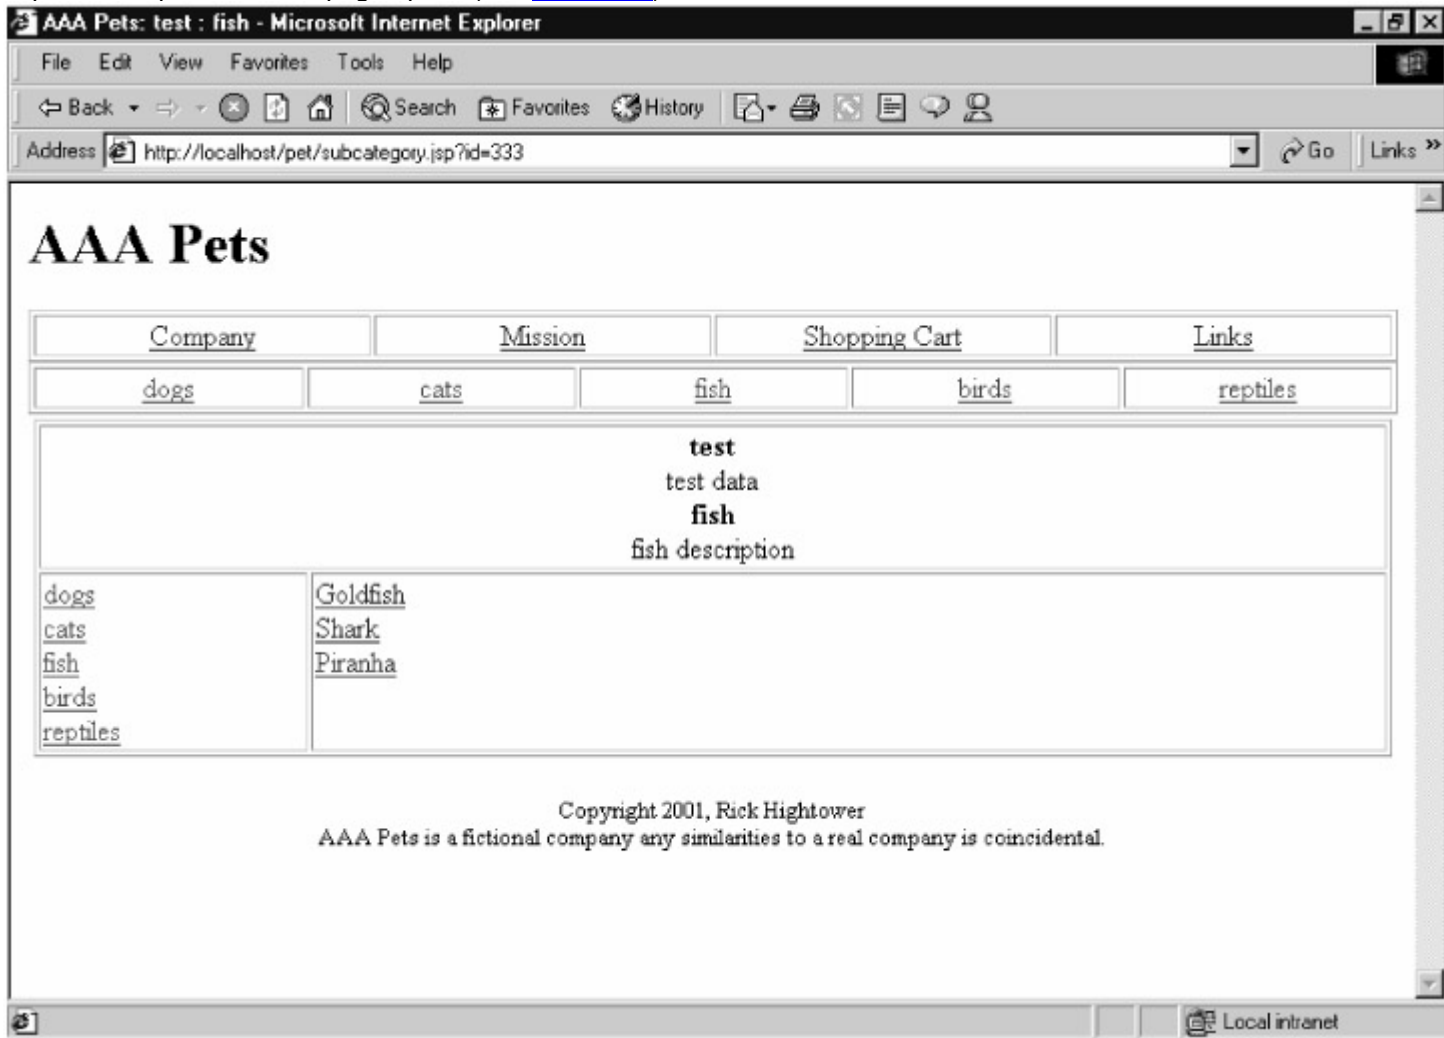 AAA Pets: test : fish - Microsoft Internet Explorer
File Edit View Favorites Tools Help
Back Search Favorites History
Address http://localhost/pet/subcategory.jsp?id=333 Go Links »
AAA Pets
Company Mission Shopping Cart Links
dogs cats fish birds reptiles
test
test data
fish
fish description
dogs Goldfish
cats Shark
fish Piranha
birds
reptiles
Copyright 2001, Rick Hightower
AAA Pets is a fictional company any similarities to a real company is coincidental.
Local intranet